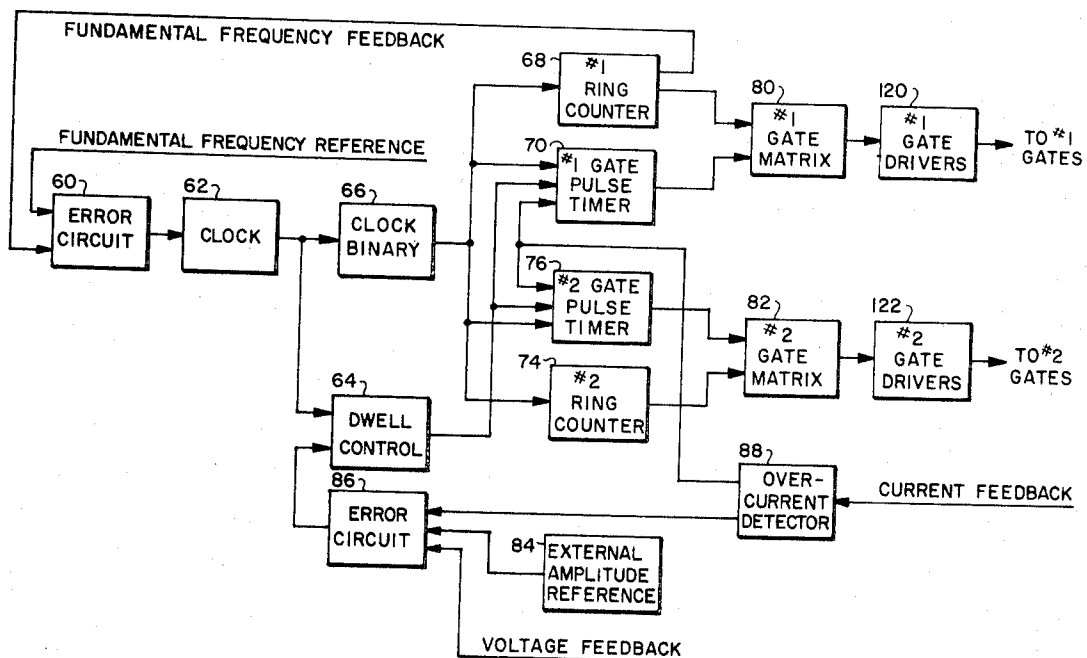 FUNDAMENTAL FREQUENCY FEEDBACK
68
#1
RING
COUNTER
80
#1
GATE
MATRIX
120
#1
GATE
DRIVERS
TO #1
GATES
FUNDAMENTAL FREQUENCY REFERENCE
60
ERROR
CIRCUIT
62
CLOCK
66
CLOCK
BINARY
70
#1 GATE
PULSE
TIMER
76
#2 GATE
PULSE
TIMER
82
#2
GATE
MATRIX
122
#2
GATE
DRIVERS
TO #2
GATES
74
#2
RING
COUNTER
64
DWELL
CONTROL
86
ERROR
CIRCUIT
88
OVER-
CURRENT
DETECTOR
CURRENT FEEDBACK
84
EXTERNAL
AMPLITUDE
REFERENCE
VOLTAGE FEEDBACK